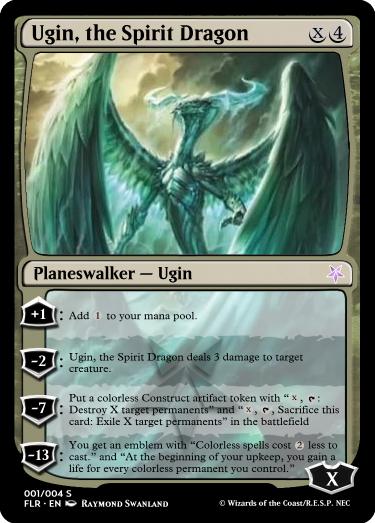 Ugin, the Spirit Dragon X 4
Planeswalker — Ugin
+1: Add 1 to your mana pool.
-2: Ugin, the Spirit Dragon deals 3 damage to target
creature.
-7: Put a colorless Construct artifact token with “ X , :
Destroy X target permanents” and “ X , , Sacrifice this
card: Exile X target permanents” in the battlefield
-13: You get an emblem with “Colorless spells cost 2 less to
cast.” and “At the beginning of your upkeep, you gain a
life for every colorless permanent you control.”
X
001/004 S
FLR • EN Raymond Swanland
© Wizards of the Coast/R.E.S.P. NEC